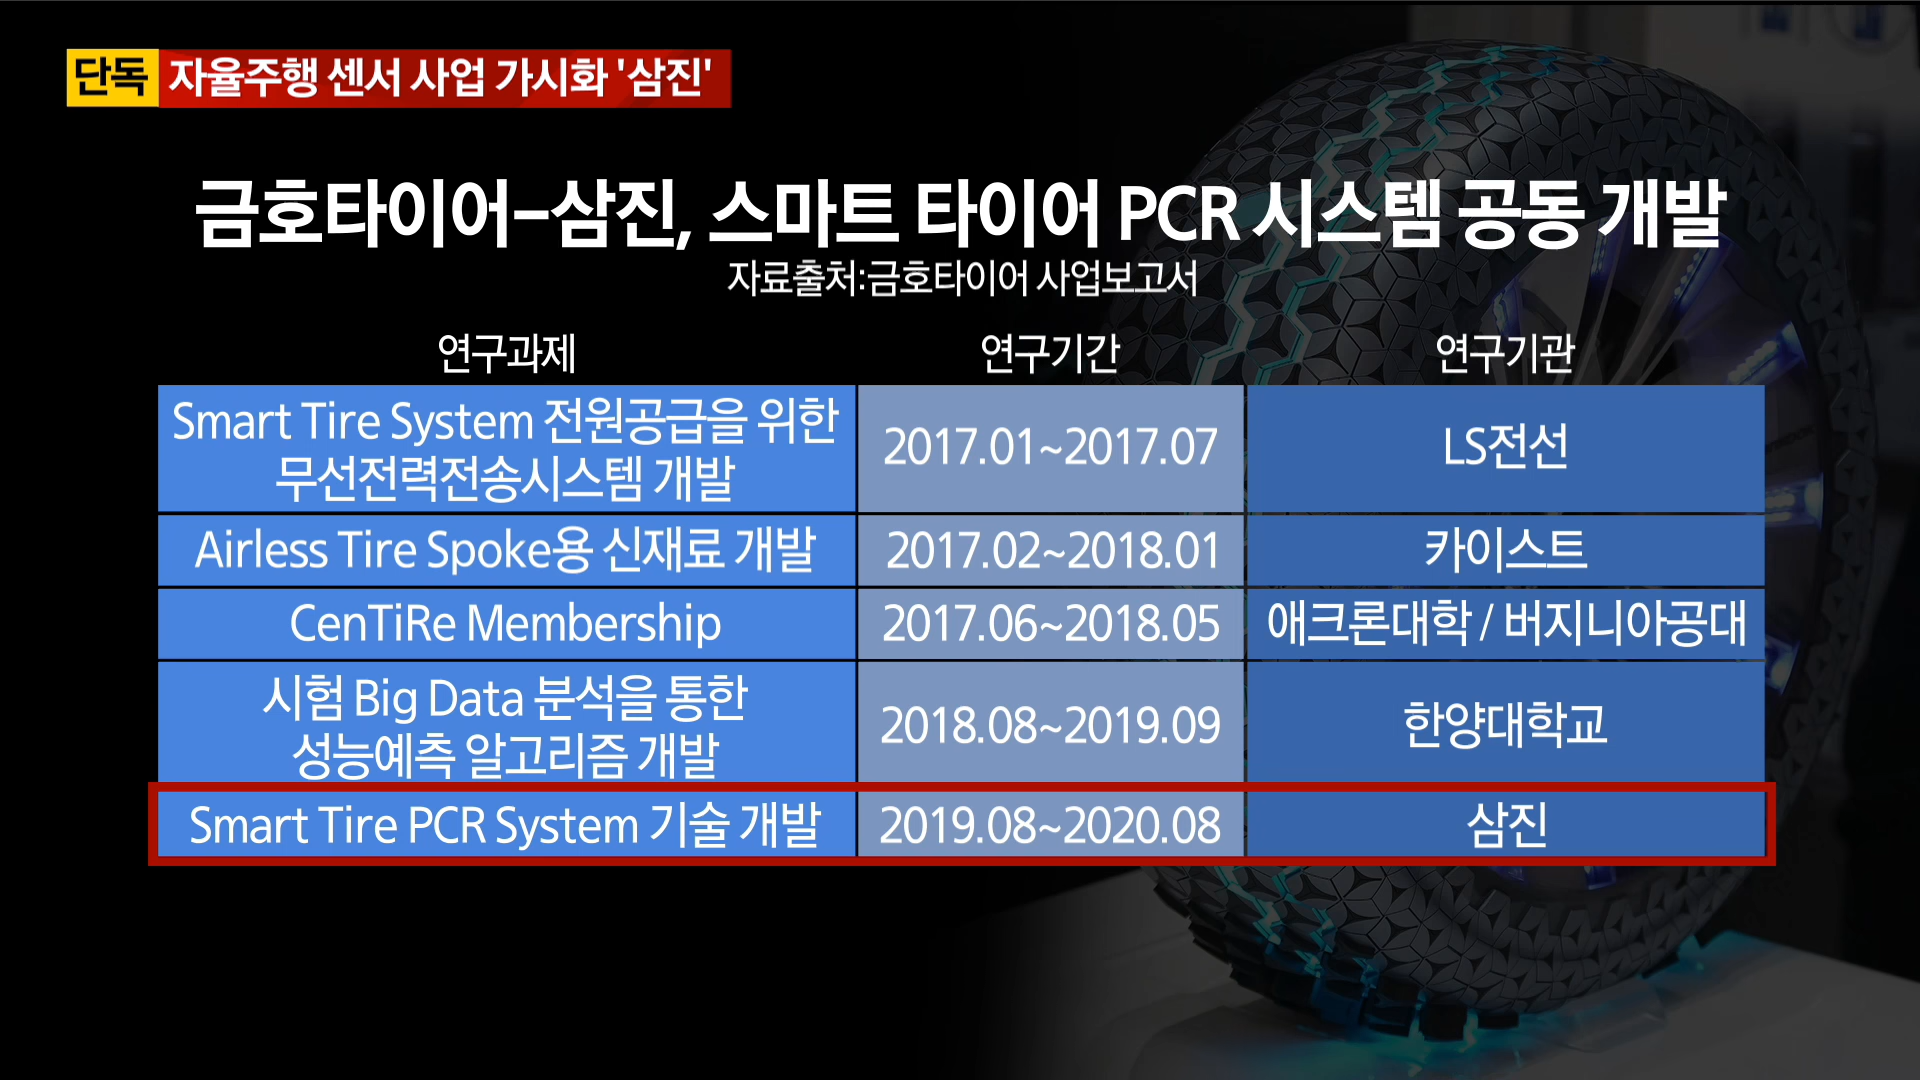 단독 자율주행 센서 사업 가시화 '삼진'
금호타이어-삼진, 스마트 타이어 PCR 시스템 공동 개발
자료출처:금호타이어 사업보고서
연구과제 연구기간 연구기관
Smart Tire System 전원공급을 위한
무선전력전송시스템 개발
2017.01~2017.07
LS전선
Airless Tire Spoke용 신재료 개발 2017.02~2018.01 카이스트
CenTiRe Membership 2017.06~2018.05 애크론대학 / 버지니아공대
시험 Big Data 분석을 통한
성능예측 알고리즘 개발
2018.08~2019.09
한양대학교
Smart Tire PCR System 기술 개발 2019.08~2020.08 삼진